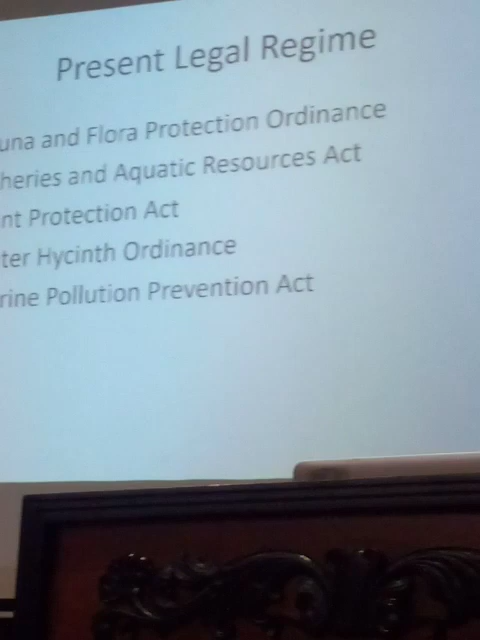 Present Legal Regime
una and Flora Protection Ordinance
heries and Aquatic Resources Act
nt Protection Act
ter Hycinth Ordinance
rine Pollution Prevention Act